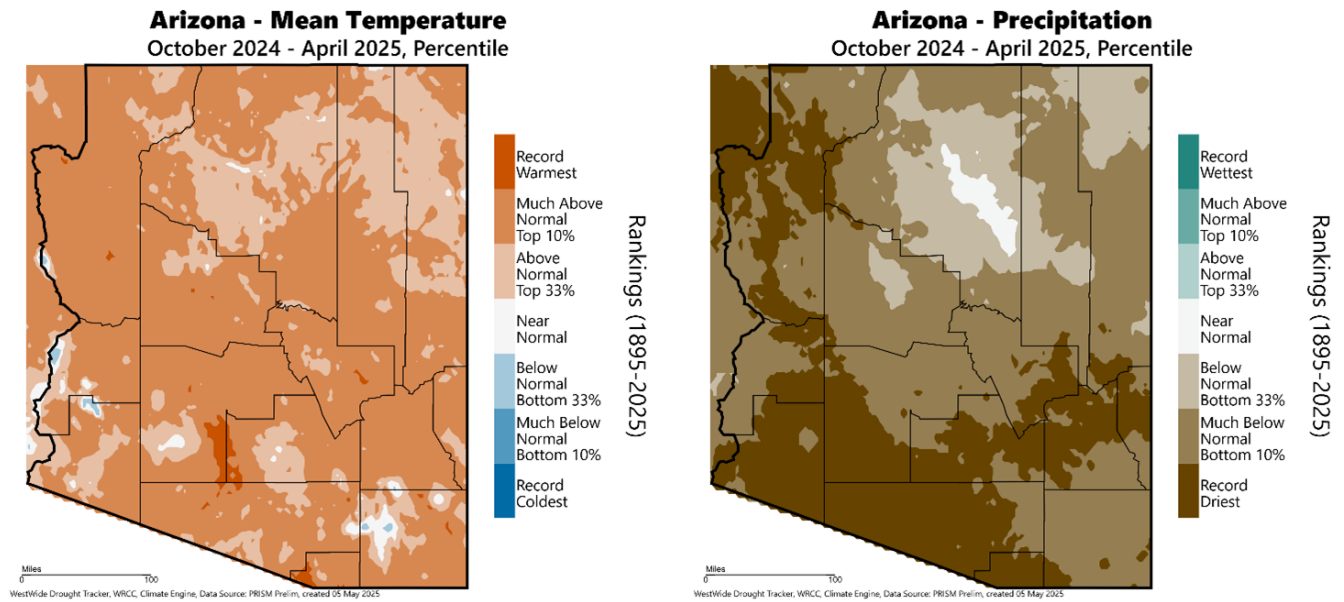 Arizona - Mean Temperature
October 2024 - April 2025, Percentile
Record
Warmest
Much Above
Normal
Top 10%
Above
Normal
Top 33%
Near
Normal
Below
Normal
Bottom 33%
Much Below
Normal
Bottom 10%
Record
Coldest
Rankings (1895-2025)
Miles
0 100
WestWide Drought Tracker, WRCC, Climate Engine, Data Source: PRISM Prelim, created 05 May 2025
Arizona - Precipitation
October 2024 - April 2025, Percentile
Record
Wettest
Much Above
Normal
Top 10%
Above
Normal
Top 33%
Near
Normal
Below
Normal
Bottom 33%
Much Below
Normal
Bottom 10%
Record
Driest
Rankings (1895-2025)
Miles
0 100
WestWide Drought Tracker, WRCC, Climate Engine, Data Source: PRISM Prelim, created 05 May 2025